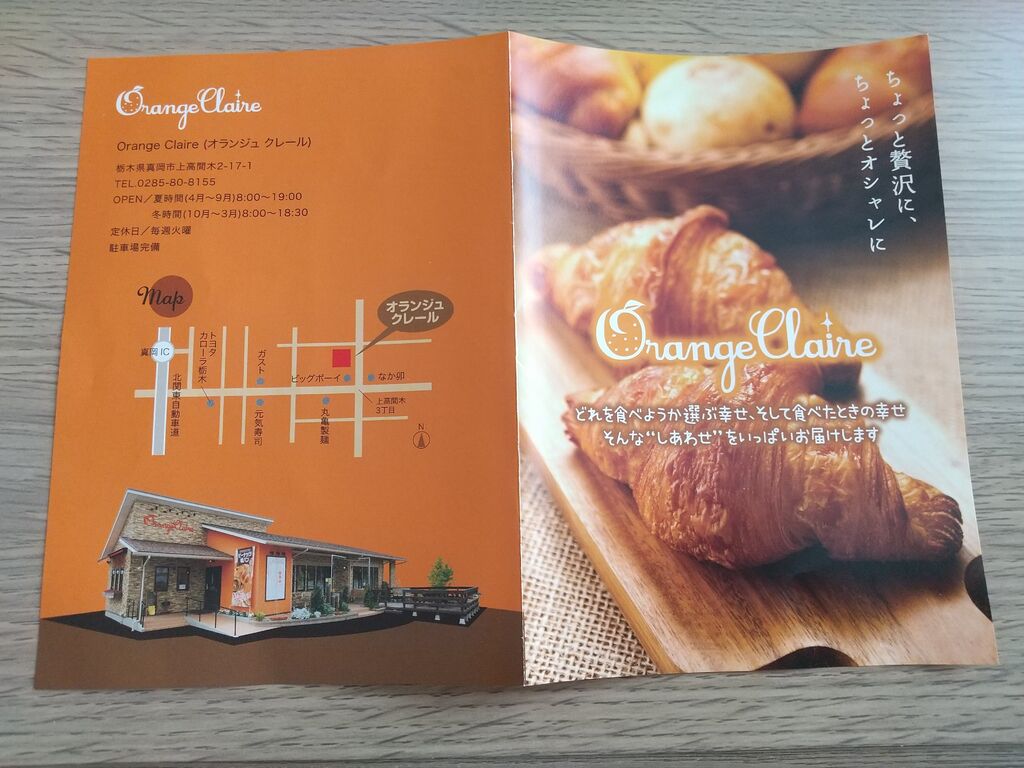 Orange Claire
Orange Claire (オランジュ クレール)
栃木県真岡市上高間木2-17-1
TEL.0285-80-8155
OPEN／夏時間(4月～9月)8:00～19:00
冬時間(10月～3月)8:00～18:30
定休日／毎週火曜
駐車場完備
Map
オランジュ
クレール
真岡IC
トヨタ
カローラ栃木
ガスト
ビッグボーイ
なか卯
北関東自動車道
元気寿司
丸亀製麺
上高間木
3丁目
N
Orange Claire
ちょっと贅沢に、
ちょっとオシャレに
Orange Claire
どれを食べようか選ぶ幸せ、そして食べたときの幸せ
そんな“しあわせ”をいっぱいお届けします